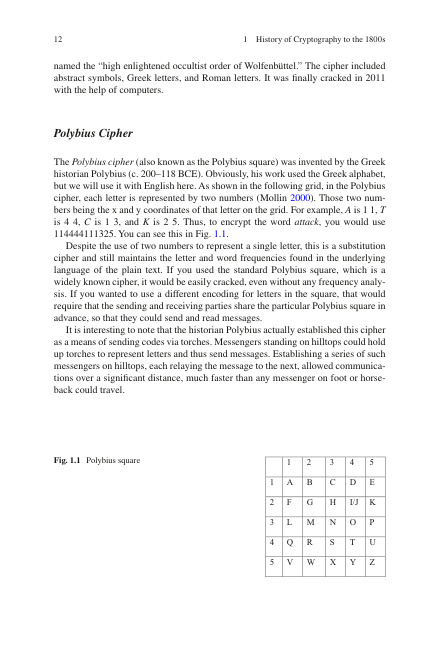 12 1 History of Cryptography to the 1800s
named the “high enlightened occultist order of Wolfenbüttel.” The cipher included
abstract symbols, Greek letters, and Roman letters. It was finally cracked in 2011
with the help of computers.
Polybius Cipher
The Polybius cipher (also known as the Polybius square) was invented by the Greek
historian Polybius (c. 200–118 BCE). Obviously, his work used the Greek alphabet,
but we will use it with English here. As shown in the following grid, in the Polybius
cipher, each letter is represented by two numbers (Mollin 2000). Those two num-
bers being the x and y coordinates of that letter on the grid. For example, A is 1 1, T
is 4 4, C is 1 3, and K is 2 5. Thus, to encrypt the word attack, you would use
114444111325. You can see this in Fig. 1.1.
Despite the use of two numbers to represent a single letter, this is a substitution
cipher and still maintains the letter and word frequencies found in the underlying
language of the plain text. If you used the standard Polybius square, which is a
widely known cipher, it would be easily cracked, even without any frequency analy-
sis. If you wanted to use a different encoding for letters in the square, that would
require that the sending and receiving parties share the particular Polybius square in
advance, so that they could send and read messages.
It is interesting to note that the historian Polybius actually established this cipher
as a means of sending codes via torches. Messengers standing on hilltops could hold
up torches to represent letters and thus send messages. Establishing a series of such
messengers on hilltops, each relaying the message to the next, allowed communica-
tions over a significant distance, much faster than any messenger on foot or horse-
back could travel.
Fig. 1.1 Polybius square
1 2 3 4 5
1 A B C D E
2 F G H I/J K
3 L M N O P
4 Q R S T U
5 V W X Y Z